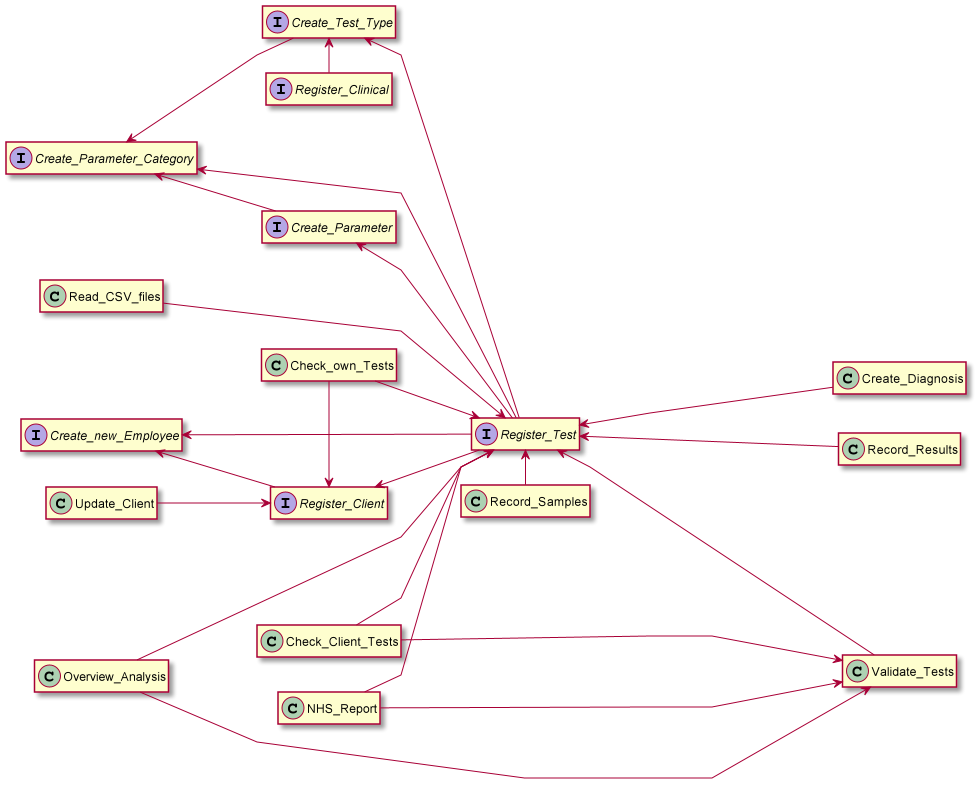 I Create_Test_Type
I Register_Clinical
I Create_Parameter_Category
I Create_Parameter
C Read_CSV_files
C Check_own_Tests
C Create_Diagnosis
I Create_new_Employee
I Register_Test
C Record_Results
C Update_Client
I Register_Client
C Record_Samples
C Check_Client_Tests
C Overview_Analysis
C Validate_Tests
C NHS_Report